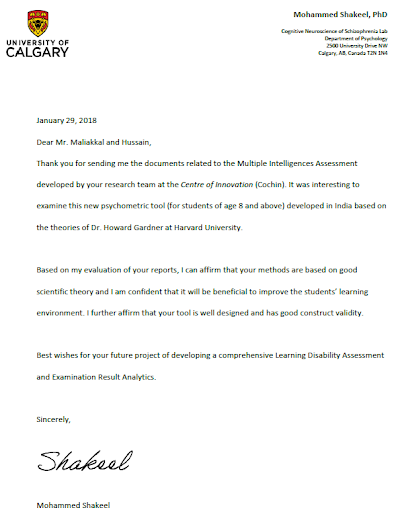 UNIVERSITY OF
CALGARY
Mohammed Shakeel, PhD
Cognitive Neuroscience of Schizophrenia Lab
Department of Psychology
2500 University Drive NW
Calgary, AB, Canada T2N 1N4
January 29, 2018
Dear Mr. Maliakkal and Hussain,
Thank you for sending me the documents related to the Multiple Intelligences Assessment
developed by your research team at the Centre of Innovation (Cochin). It was interesting to
examine this new psychometric tool (for students of age 8 and above) developed in India based on
the theories of Dr. Howard Gardner at Harvard University.
Based on my evaluation of your reports, I can affirm that your methods are based on good
scientific theory and I am confident that it will be beneficial to improve the students' learning
environment. I further affirm that your tool is well designed and has good construct validity.
Best wishes for your future project of developing a comprehensive Learning Disability Assessment
and Examination Result Analytics.
Sincerely,
Shakeel
Mohammed Shakeel